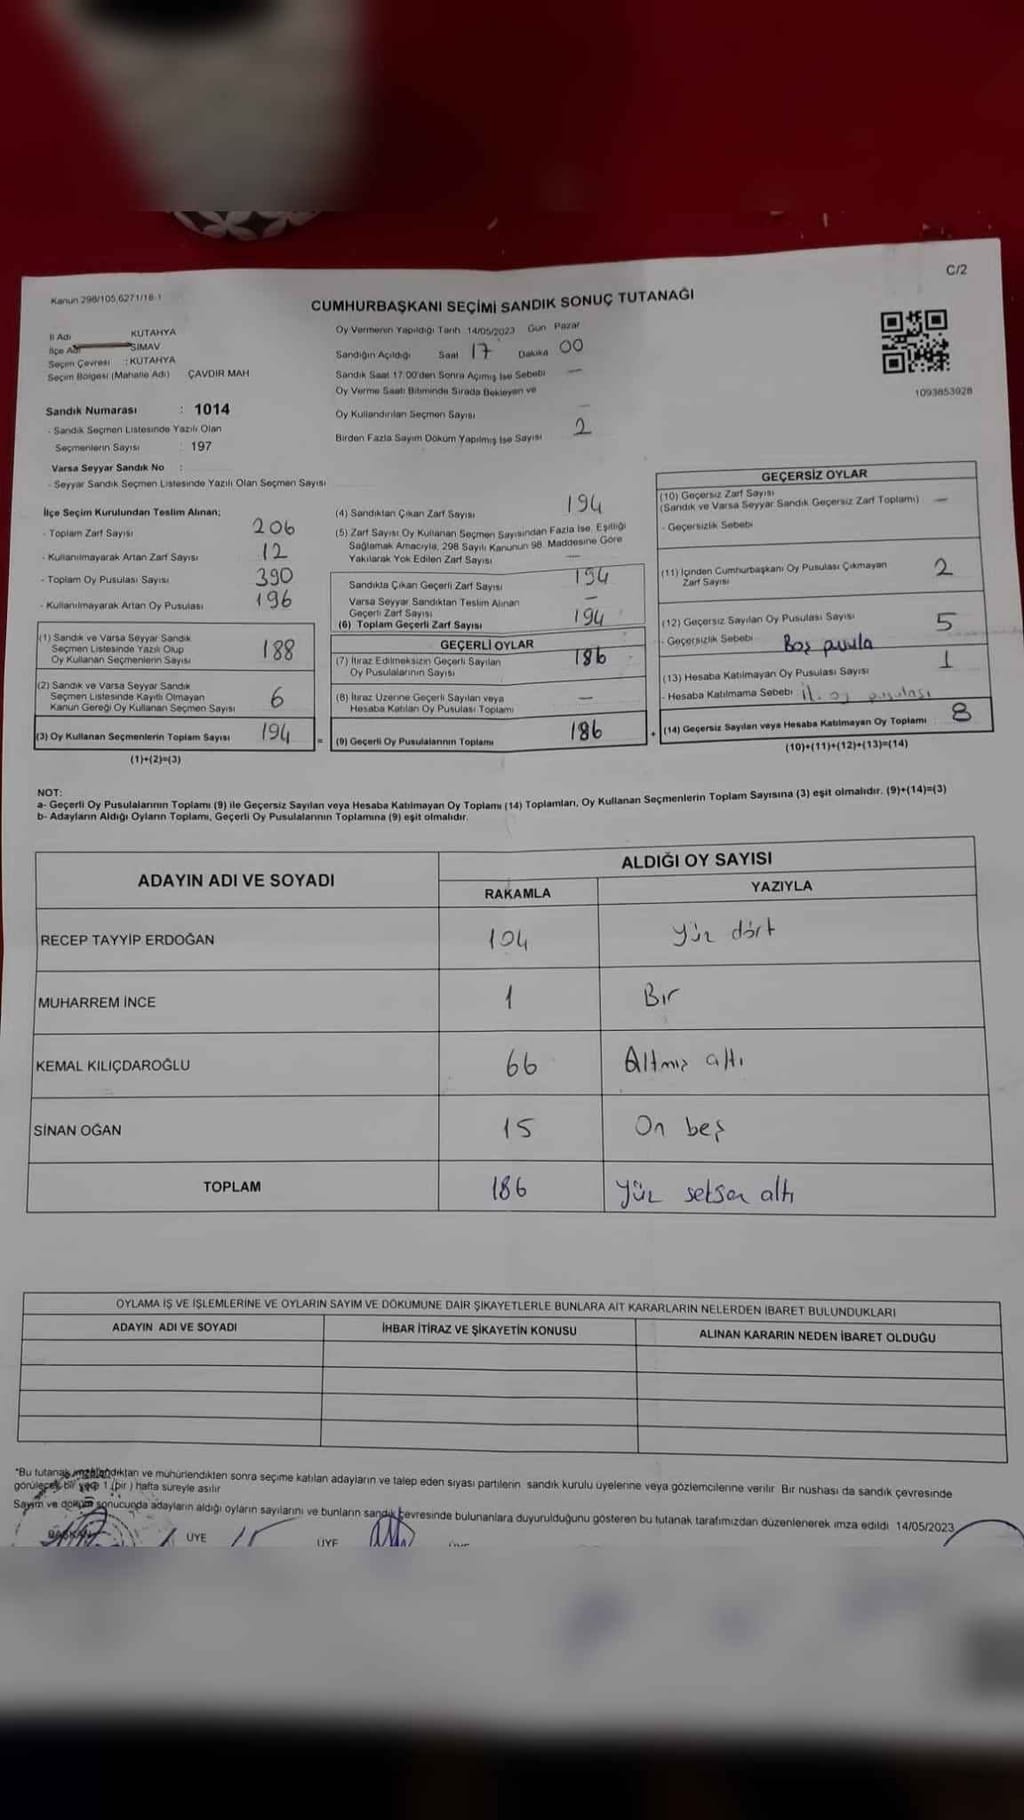 C/2
Kanun 298/105,6271/18-1
CUMHURBAŞKANI SEÇİMİ SANDIK SONUÇ TUTANAĞI
İl Adı KUTAHYA
İlçe Adı SIMAV
Seçim Çevresi : KUTAHYA
Seçim Bölgesi (Mahalle Adı) ÇAVDIR MAH
Sandık Numarası : 1014
- Sandık Seçmen Listesinde Yazılı Olan
Seçmenlerin Sayısı : 197
Varsa Seyyar Sandık No :
- Seyyar Sandık Seçmen Listesinde Yazılı Olan Seçmen Sayısı
Oy Vermenin Yapıldığı Tarih 14/05/2023 Gün Pazar
Sandığın Açıldığı Saat 17 Dakika 00
Sandık Saat 17:00'den Sonra Açılmış İse Sebebi —
Oy Verme Saati Bitiminde Sırada Bekleyen ve
Oy Kullandırılan Seçmen Sayısı —
Birden Fazla Sayım Döküm Yapılmış İse Sayısı 2
1093853928
İlçe Seçim Kurulundan Teslim Alınan;
- Toplam Zarf Sayısı 206
- Kullanılmayarak Artan Zarf Sayısı 12
- Toplam Oy Pusulası Sayısı 390
- Kullanılmayarak Artan Oy Pusulası 196
(1) Sandık ve Varsa Seyyar Sandık
Seçmen Listesinde Yazılı Olup
Oy Kullanan Seçmenlerin Sayısı 188
(2) Sandık ve Varsa Seyyar Sandık
Seçmen Listesinde Kayıtlı Olmayan
Kanun Gereği Oy Kullanan Seçmen Sayısı 6
(3) Oy Kullanan Seçmenlerin Toplam Sayısı 194 =
(1)+(2)=(3)
(4) Sandıktan Çıkan Zarf Sayısı 194
(5) Zarf Sayısı Oy Kullanan Seçmen Sayısından Fazla İse, Eşitliği
Sağlamak Amacıyla, 298 Sayılı Kanunun 98. Maddesine Göre
Yakılarak Yok Edilen Zarf Sayısı —
Sandıkta Çıkan Geçerli Zarf Sayısı 194
Varsa Seyyar Sandıktan Teslim Alınan
Geçerli Zarf Sayısı —
(6) Toplam Geçerli Zarf Sayısı 194
GEÇERLİ OYLAR
(7) İtiraz Edilmeksizin Geçerli Sayılan
Oy Pusulalarının Sayısı 186
(8) İtiraz Üzerine Geçerli Sayılan veya
Hesaba Katılan Oy Pusulası Toplamı —
(9) Geçerli Oy Pusulalarının Toplamı 186 +
GEÇERSİZ OYLAR
(10) Geçersiz Zarf Sayısı
(Sandık ve Varsa Seyyar Sandık Geçersiz Zarf Toplamı) —
- Geçersizlik Sebebi
(11) İçinden Cumhurbaşkanı Oy Pusulası Çıkmayan
Zarf Sayısı 2
(12) Geçersiz Sayılan Oy Pusulası Sayısı 5
- Geçersizlik Sebebi Boş pusula
(13) Hesaba Katılmayan Oy Pusulası Sayısı 1
- Hesaba Katılmama Sebebi oy pusulası
(14) Geçersiz Sayılan veya Hesaba Katılmayan Oy Toplamı 8
(10)+(11)+(12)+(13)=(14)
NOT:
a- Geçerli Oy Pusulalarının Toplamı (9) ile Geçersiz Sayılan veya Hesaba Katılmayan Oy Toplamı (14) Toplamları, Oy Kullanan Seçmenlerin Toplam Sayısına (3) eşit olmalıdır. (9)+(14)=(3)
b- Adayların Aldığı Oyların Toplamı, Geçerli Oy Pusulalarının Toplamına (9) eşit olmalıdır.
ADAYIN ADI VE SOYADI ALDIĞI OY SAYISI
RAKAMLA YAZIYLA
RECEP TAYYİP ERDOĞAN 104 Yüz dört
MUHARREM İNCE 1 Bir
KEMAL KILIÇDAROĞLU 66 Altmış altı
SİNAN OĞAN 15 On beş
TOPLAM 186 Yüz seksen altı
OYLAMA İŞ VE İŞLEMLERİNE VE OYLARIN SAYIM VE DÖKÜMÜNE DAİR ŞİKAYETLERLE BUNLARA AİT KARARLARIN NELERDEN İBARET BULUNDUKLARI
ADAYIN ADI VE SOYADI İHBAR İTİRAZ VE ŞİKAYETİN KONUSU ALINAN KARARIN NEDEN İBARET OLDUĞU
*Bu tutanak imzalandıktan ve mühürlendikten sonra seçime katılan adayların ve talep eden siyasi partilerin sandık kurulu üyelerine veya gözlemcilerine verilir Bir nüshası da sandık çevresinde
görülecek bir yere 1 (bir) hafta süreyle asılır
Sayım ve döküm sonucunda adayların aldığı oyların sayılarını ve bunların sandık çevresinde bulunanlara duyurulduğunu gösteren bu tutanak tarafımızdan düzenlenerek imza edildi 14/05/2023
BAŞKAN ÜYE ÜYE